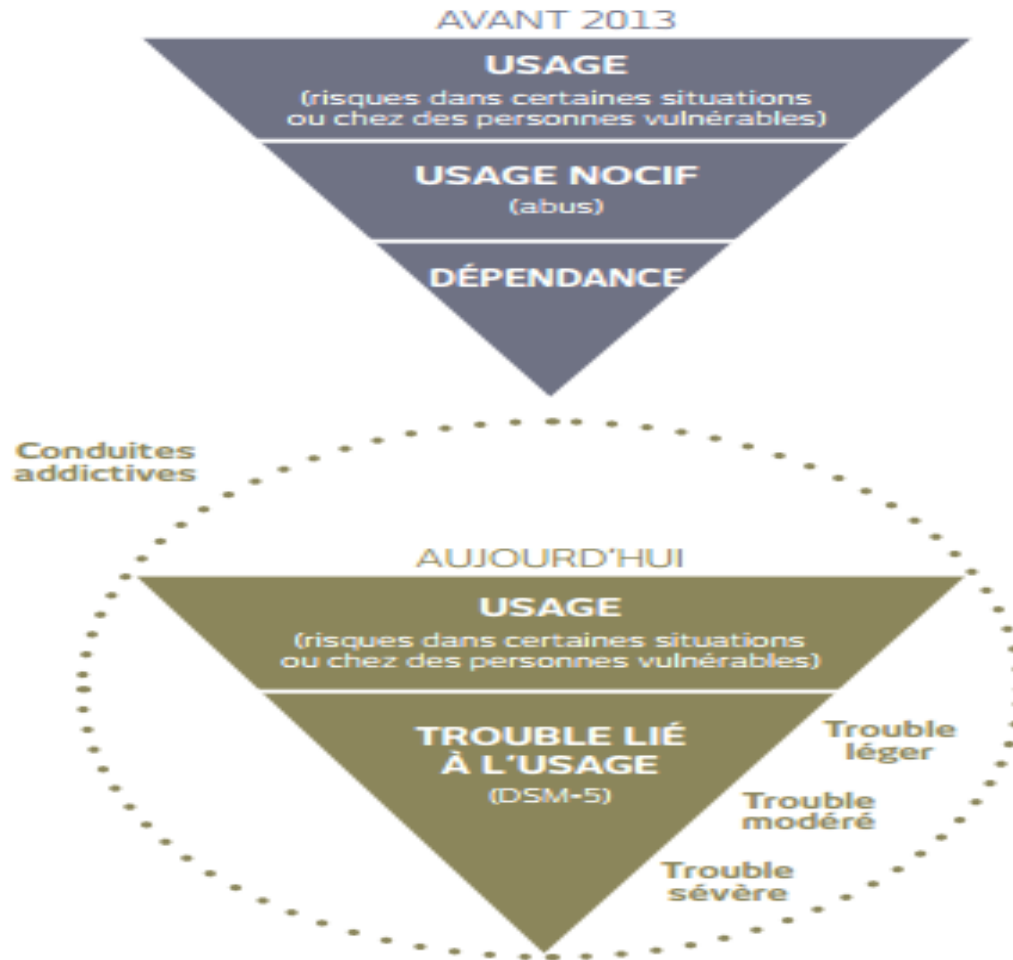 AVANT 2013
USAGE
(risques dans certaines situations
ou chez des personnes vulnérables)
USAGE NOCIF
(abus)
DÉPENDANCE
Conduites
addictives
AUJOURD'HUI
USAGE
(risques dans certaines situations
ou chez des personnes vulnérables)
TROUBLE LIÉ
À L'USAGE
(DSM-5)
Trouble
léger
Trouble
modéré
Trouble
sévère